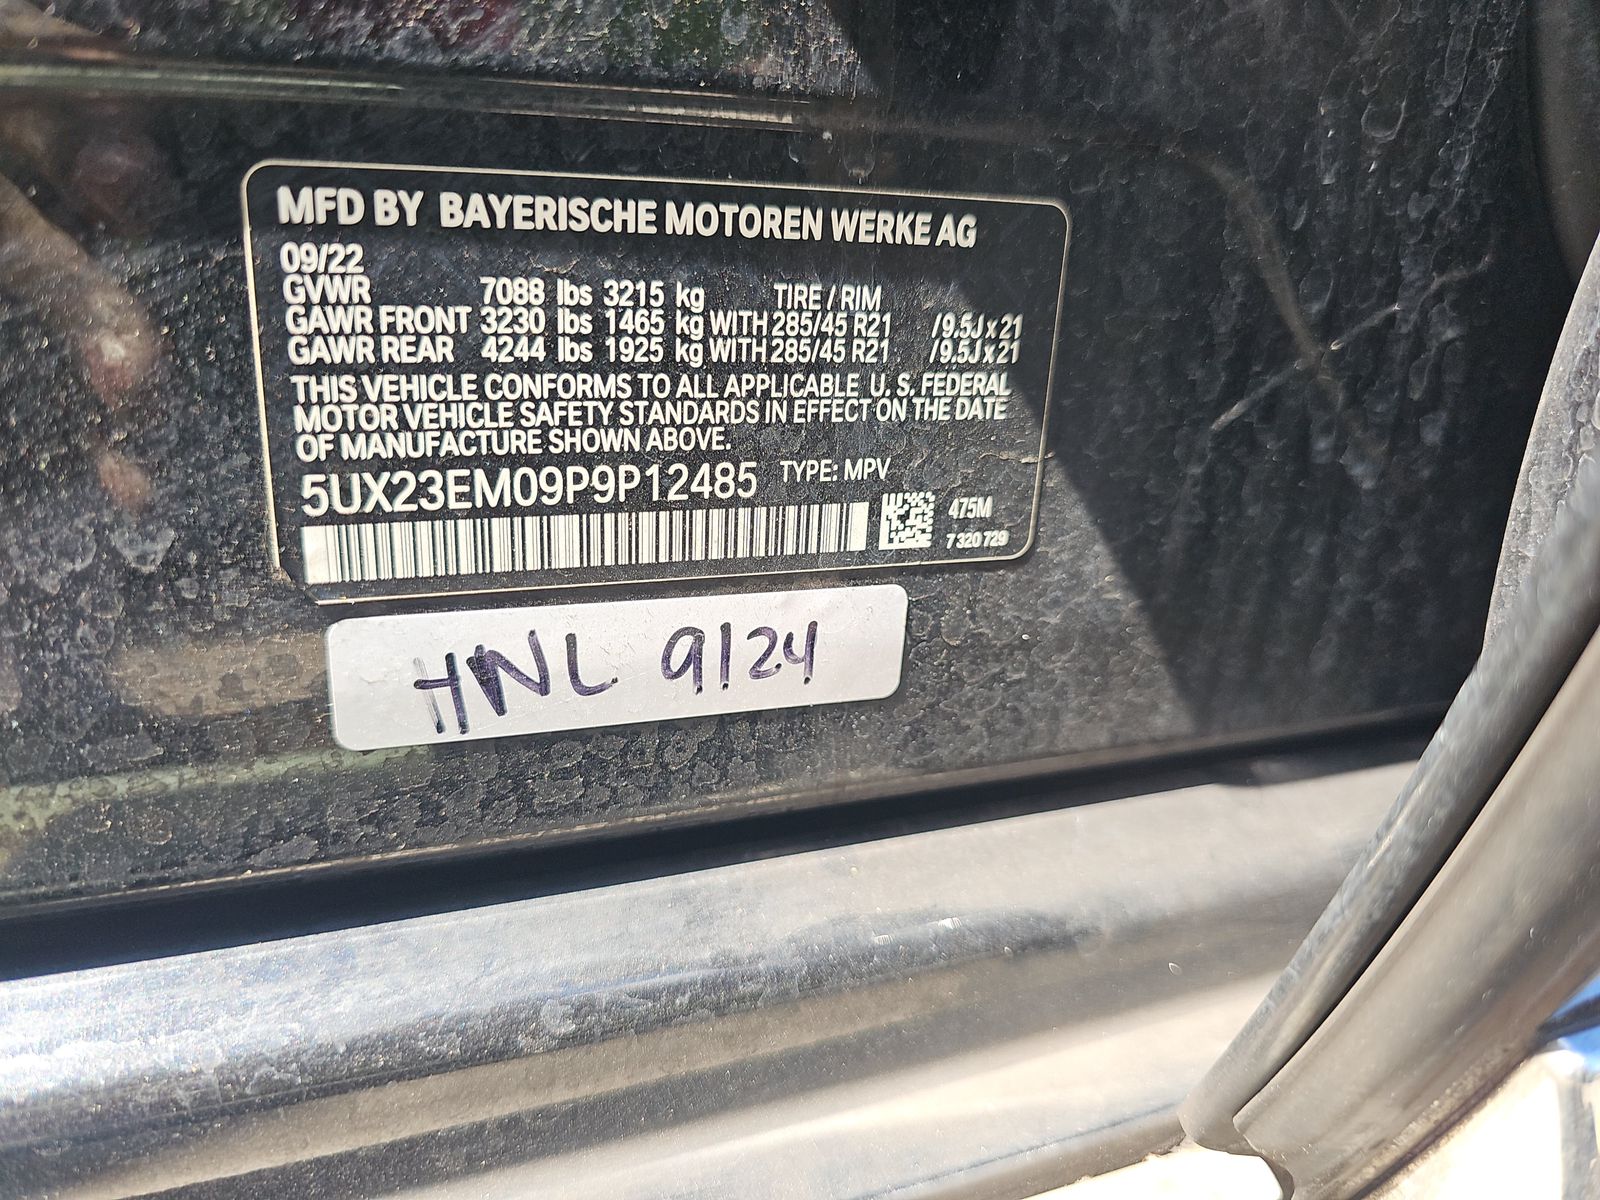 MFD BY BAYERISCHE MOTOREN WERKE AG
09/22
GVWR 7088 lbs 3215 kg TIRE / RIM
GAWR FRONT 3230 lbs 1465 kg WITH 285/45 R21 /9.5J x 21
GAWR REAR 4244 lbs 1925 kg WITH 285/45 R21 /9.5J x 21
THIS VEHICLE CONFORMS TO ALL APPLICABLE U. S. FEDERAL
MOTOR VEHICLE SAFETY STANDARDS IN EFFECT ON THE DATE
OF MANUFACTURE SHOWN ABOVE.
5UX23EM09P9P12485 TYPE: MPV
475M
7 320 729
HNL 9124